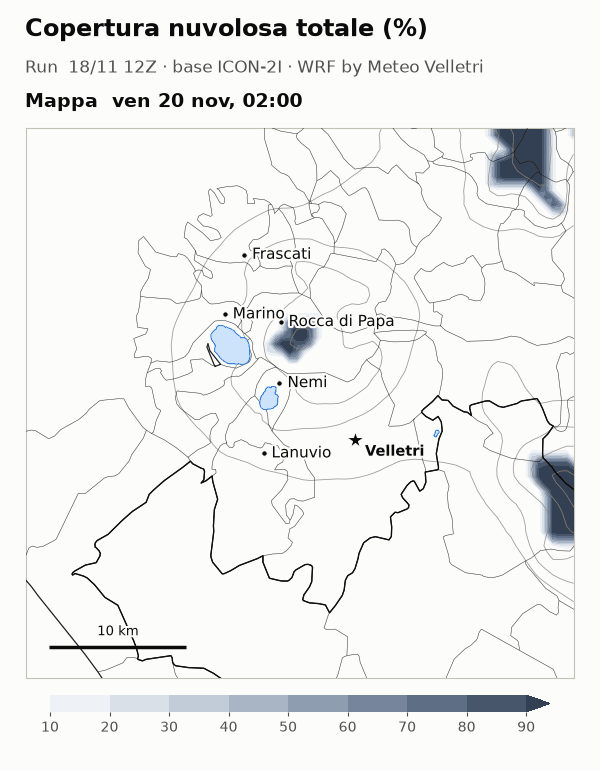 Copertura nuvolosa totale (%)
Run  18/11 12Z · base ICON-2I · WRF by Meteo Velletri
Mappa  ven 20 nov, 02:00
Frascati
Marino
Rocca di Papa
Nemi
Velletri
Lanuvio
10 km
10 20 30 40 50 60 70 80 90